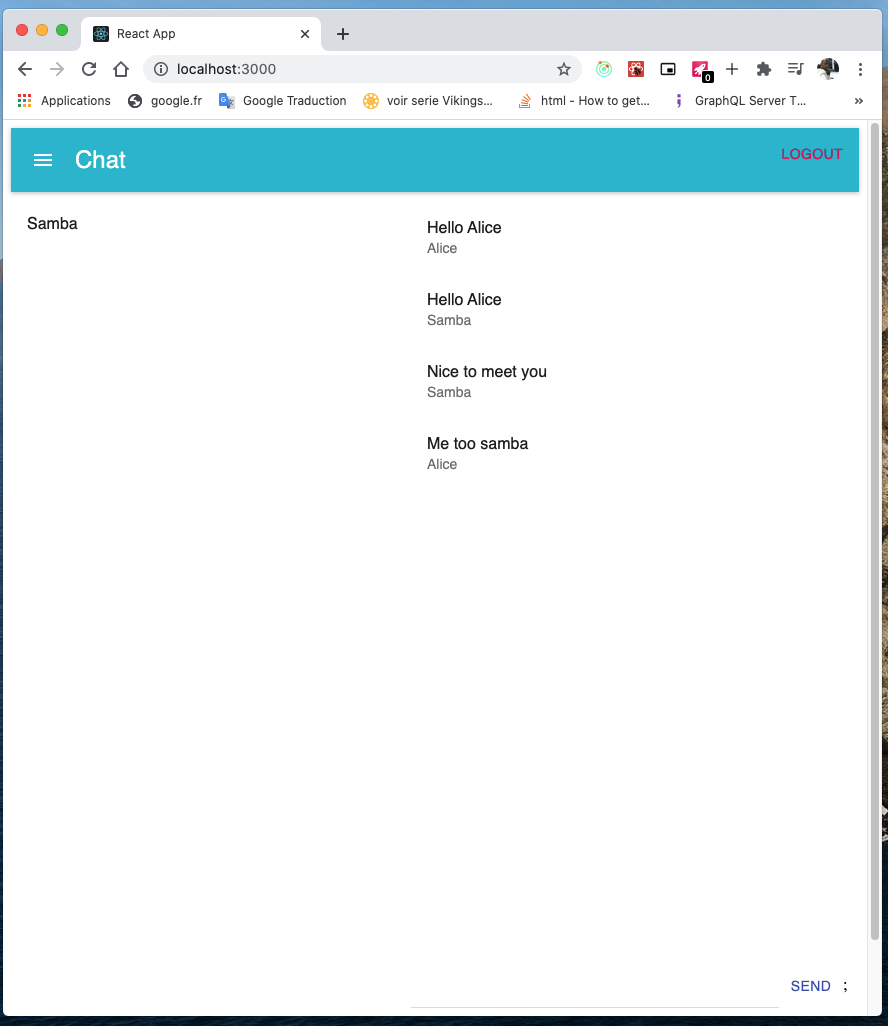 React App
localhost:3000
0
Applications google.fr Google Traduction voir serie Vikings... html - How to get... GraphQL Server T... »
Chat LOGOUT
Samba
Hello Alice
Alice
Hello Alice
Samba
Nice to meet you
Samba
Me too samba
Alice
SEND ;